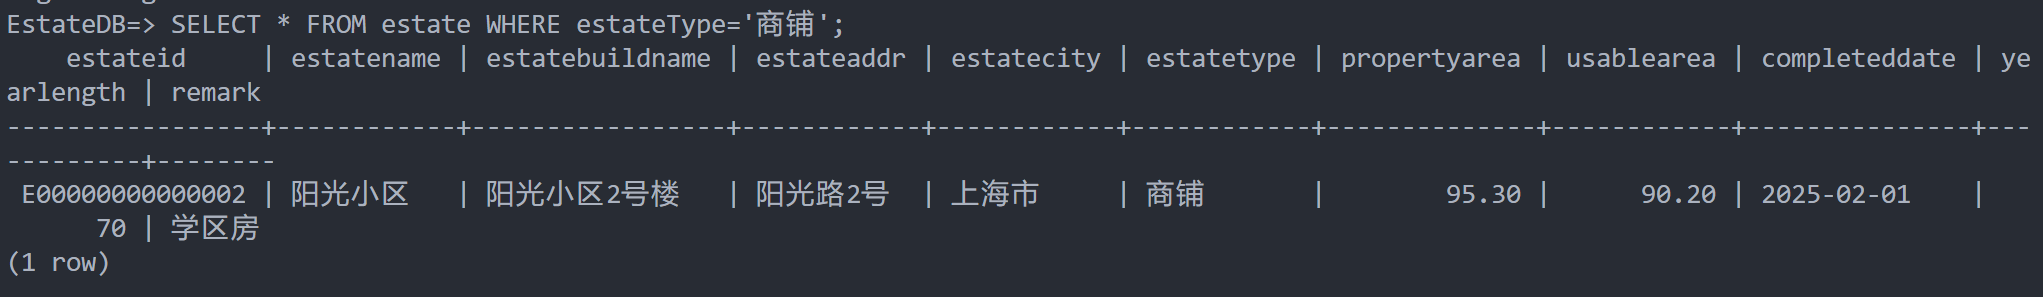 EstateDB=> SELECT * FROM estate WHERE estateType='商铺';
    estateid     | estatename | estatebuildname | estateaddr | estatecity | estatetype | propertyarea | usablearea | completeddate | ye
arlength | remark
-----------------+------------+-----------------+------------+------------+------------+--------------+------------+---------------+---
---------+--------
 E00000000000002 | 阳光小区   | 阳光小区2号楼   | 阳光路2号  | 上海市     | 商铺       |        95.30 |      90.20 | 2025-02-01    |
      70 | 学区房
(1 row)